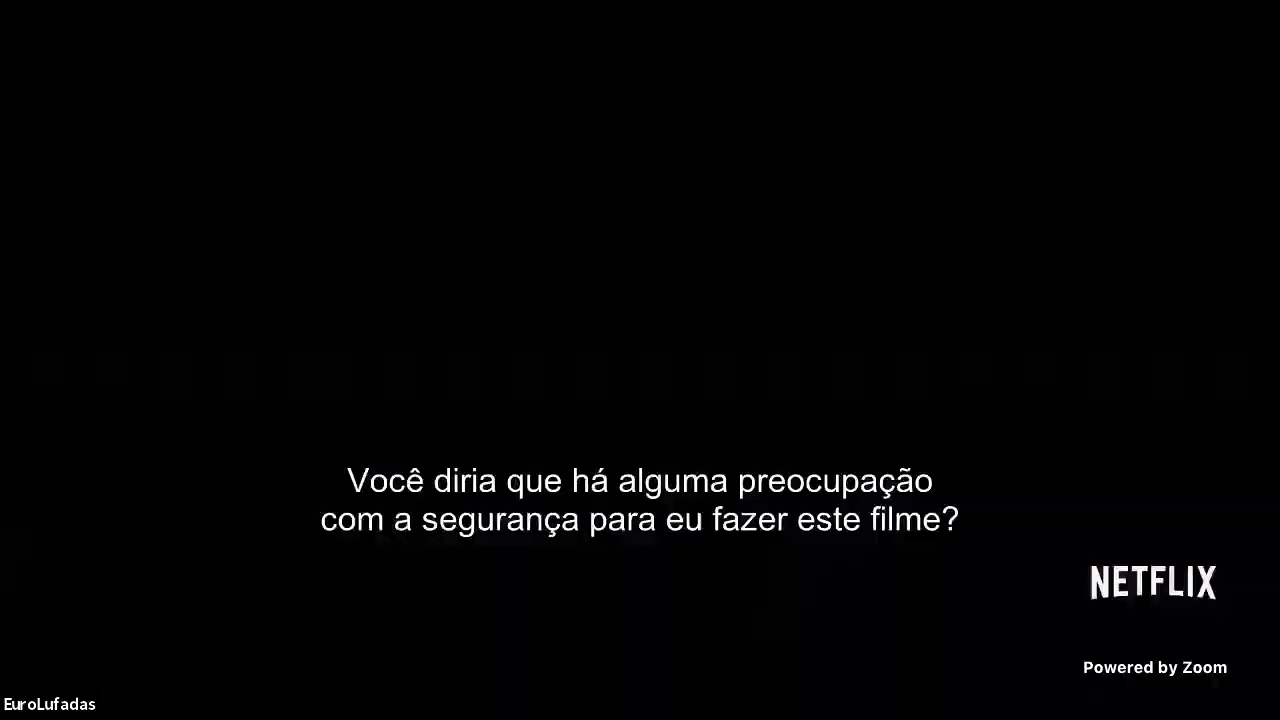 Você diria que há alguma preocupação
com a segurança para eu fazer este filme?
NETFLIX
Powered by Zoom
EuroLufadas